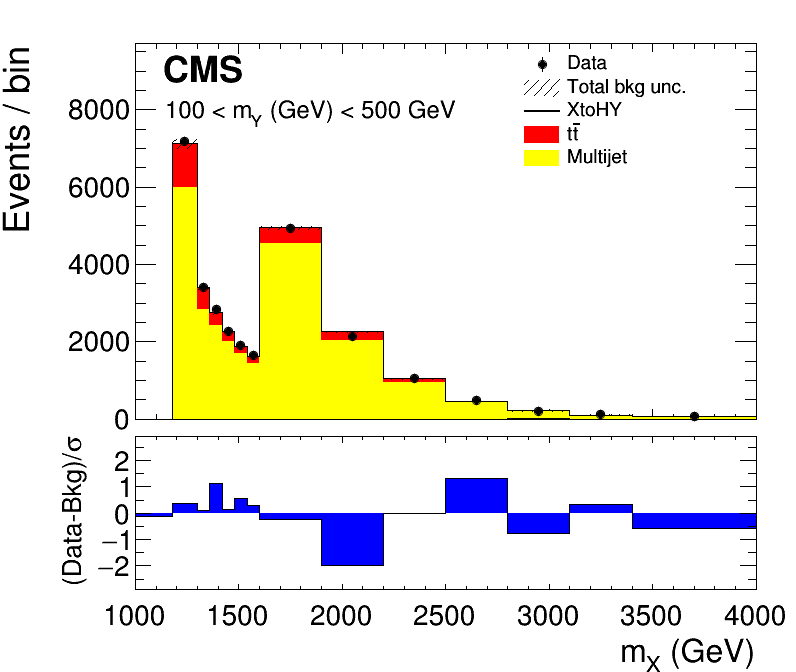 CMS
100 < m_Y (GeV) < 500 GeV
Data
Total bkg unc.
XtoHY
tt̄
Multijet
Events / bin
8000
6000
4000
2000
0
(Data-Bkg)/σ
2
1
0
−1
−2
1000 1500 2000 2500 3000 3500 4000
m_X (GeV)